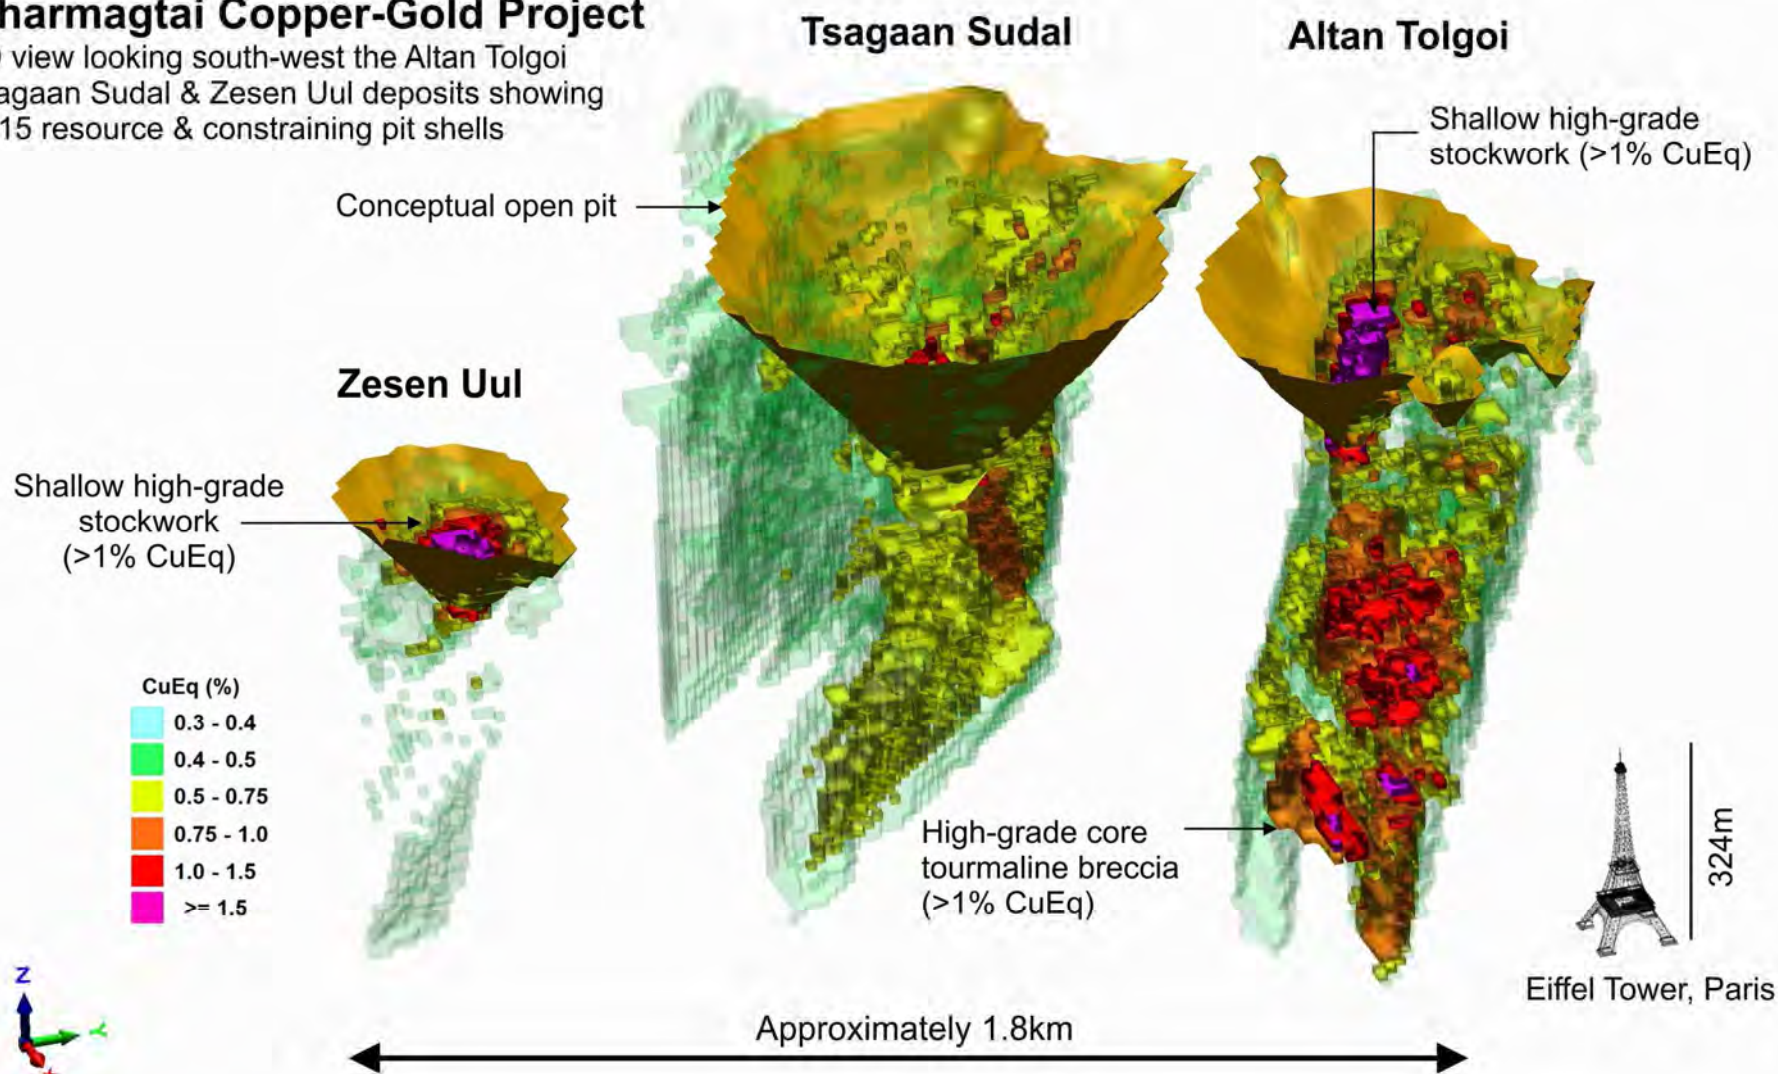 harmagtai Copper-Gold Project
view looking south-west the Altan Tolgoi
agaan Sudal & Zesen Uul deposits showing
15 resource & constraining pit shells
Tsagaan Sudal
Altan Tolgoi
Shallow high-grade
stockwork (>1% CuEq)
Conceptual open pit
Zesen Uul
Shallow high-grade
stockwork
(>1% CuEq)
CuEq (%)
0.3 - 0.4
0.4 - 0.5
0.5 - 0.75
0.75 - 1.0
1.0 - 1.5
>= 1.5
High-grade core
tourmaline breccia
(>1% CuEq)
324m
Eiffel Tower, Paris
Z
Y
Approximately 1.8km